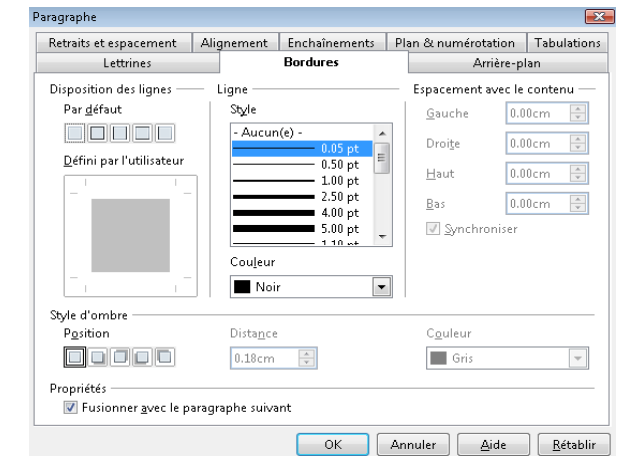 Paragraphe
Retraits et espacement Alignement Enchaînements Plan & numérotation Tabulations
Lettrines Bordures Arrière-plan
Disposition des lignes
Par défaut
Défini par l'utilisateur
Ligne
Style
- Aucun(e) -
0.05 pt
0.50 pt
1.00 pt
2.50 pt
4.00 pt
5.00 pt
1.10 pt
Couleur
Noir
Espacement avec le contenu
Gauche 0.00cm
Droite 0.00cm
Haut 0.00cm
Bas 0.00cm
Synchroniser
Style d'ombre
Position Distance Couleur
0.18cm Gris
Propriétés
Fusionner avec le paragraphe suivant
OK Annuler Aide Rétablir